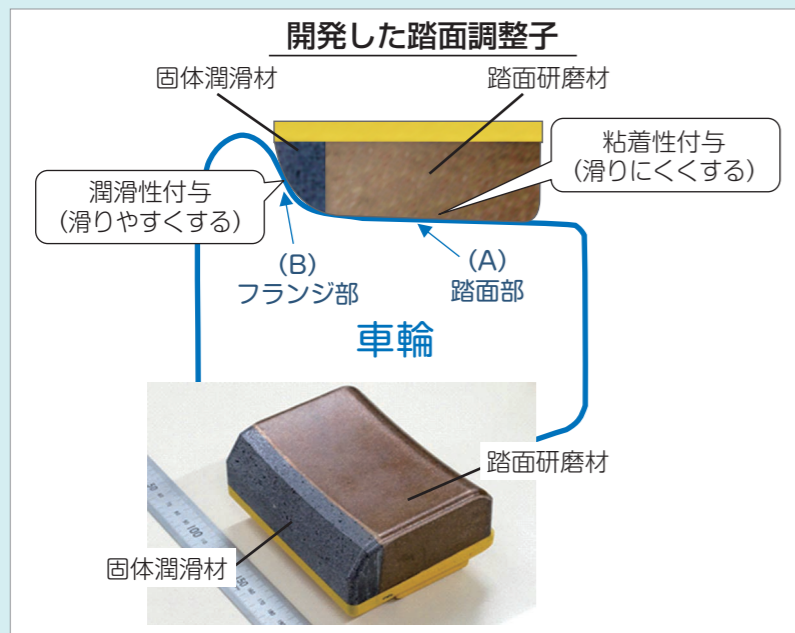 開発した踏面調整子
固体潤滑材
踏面研磨材
粘着性付与
(滑りにくくする)
潤滑性付与
(滑りやすくする)
(B)
フランジ部
(A)
踏面部
車輪
踏面研磨材
固体潤滑材
100
150